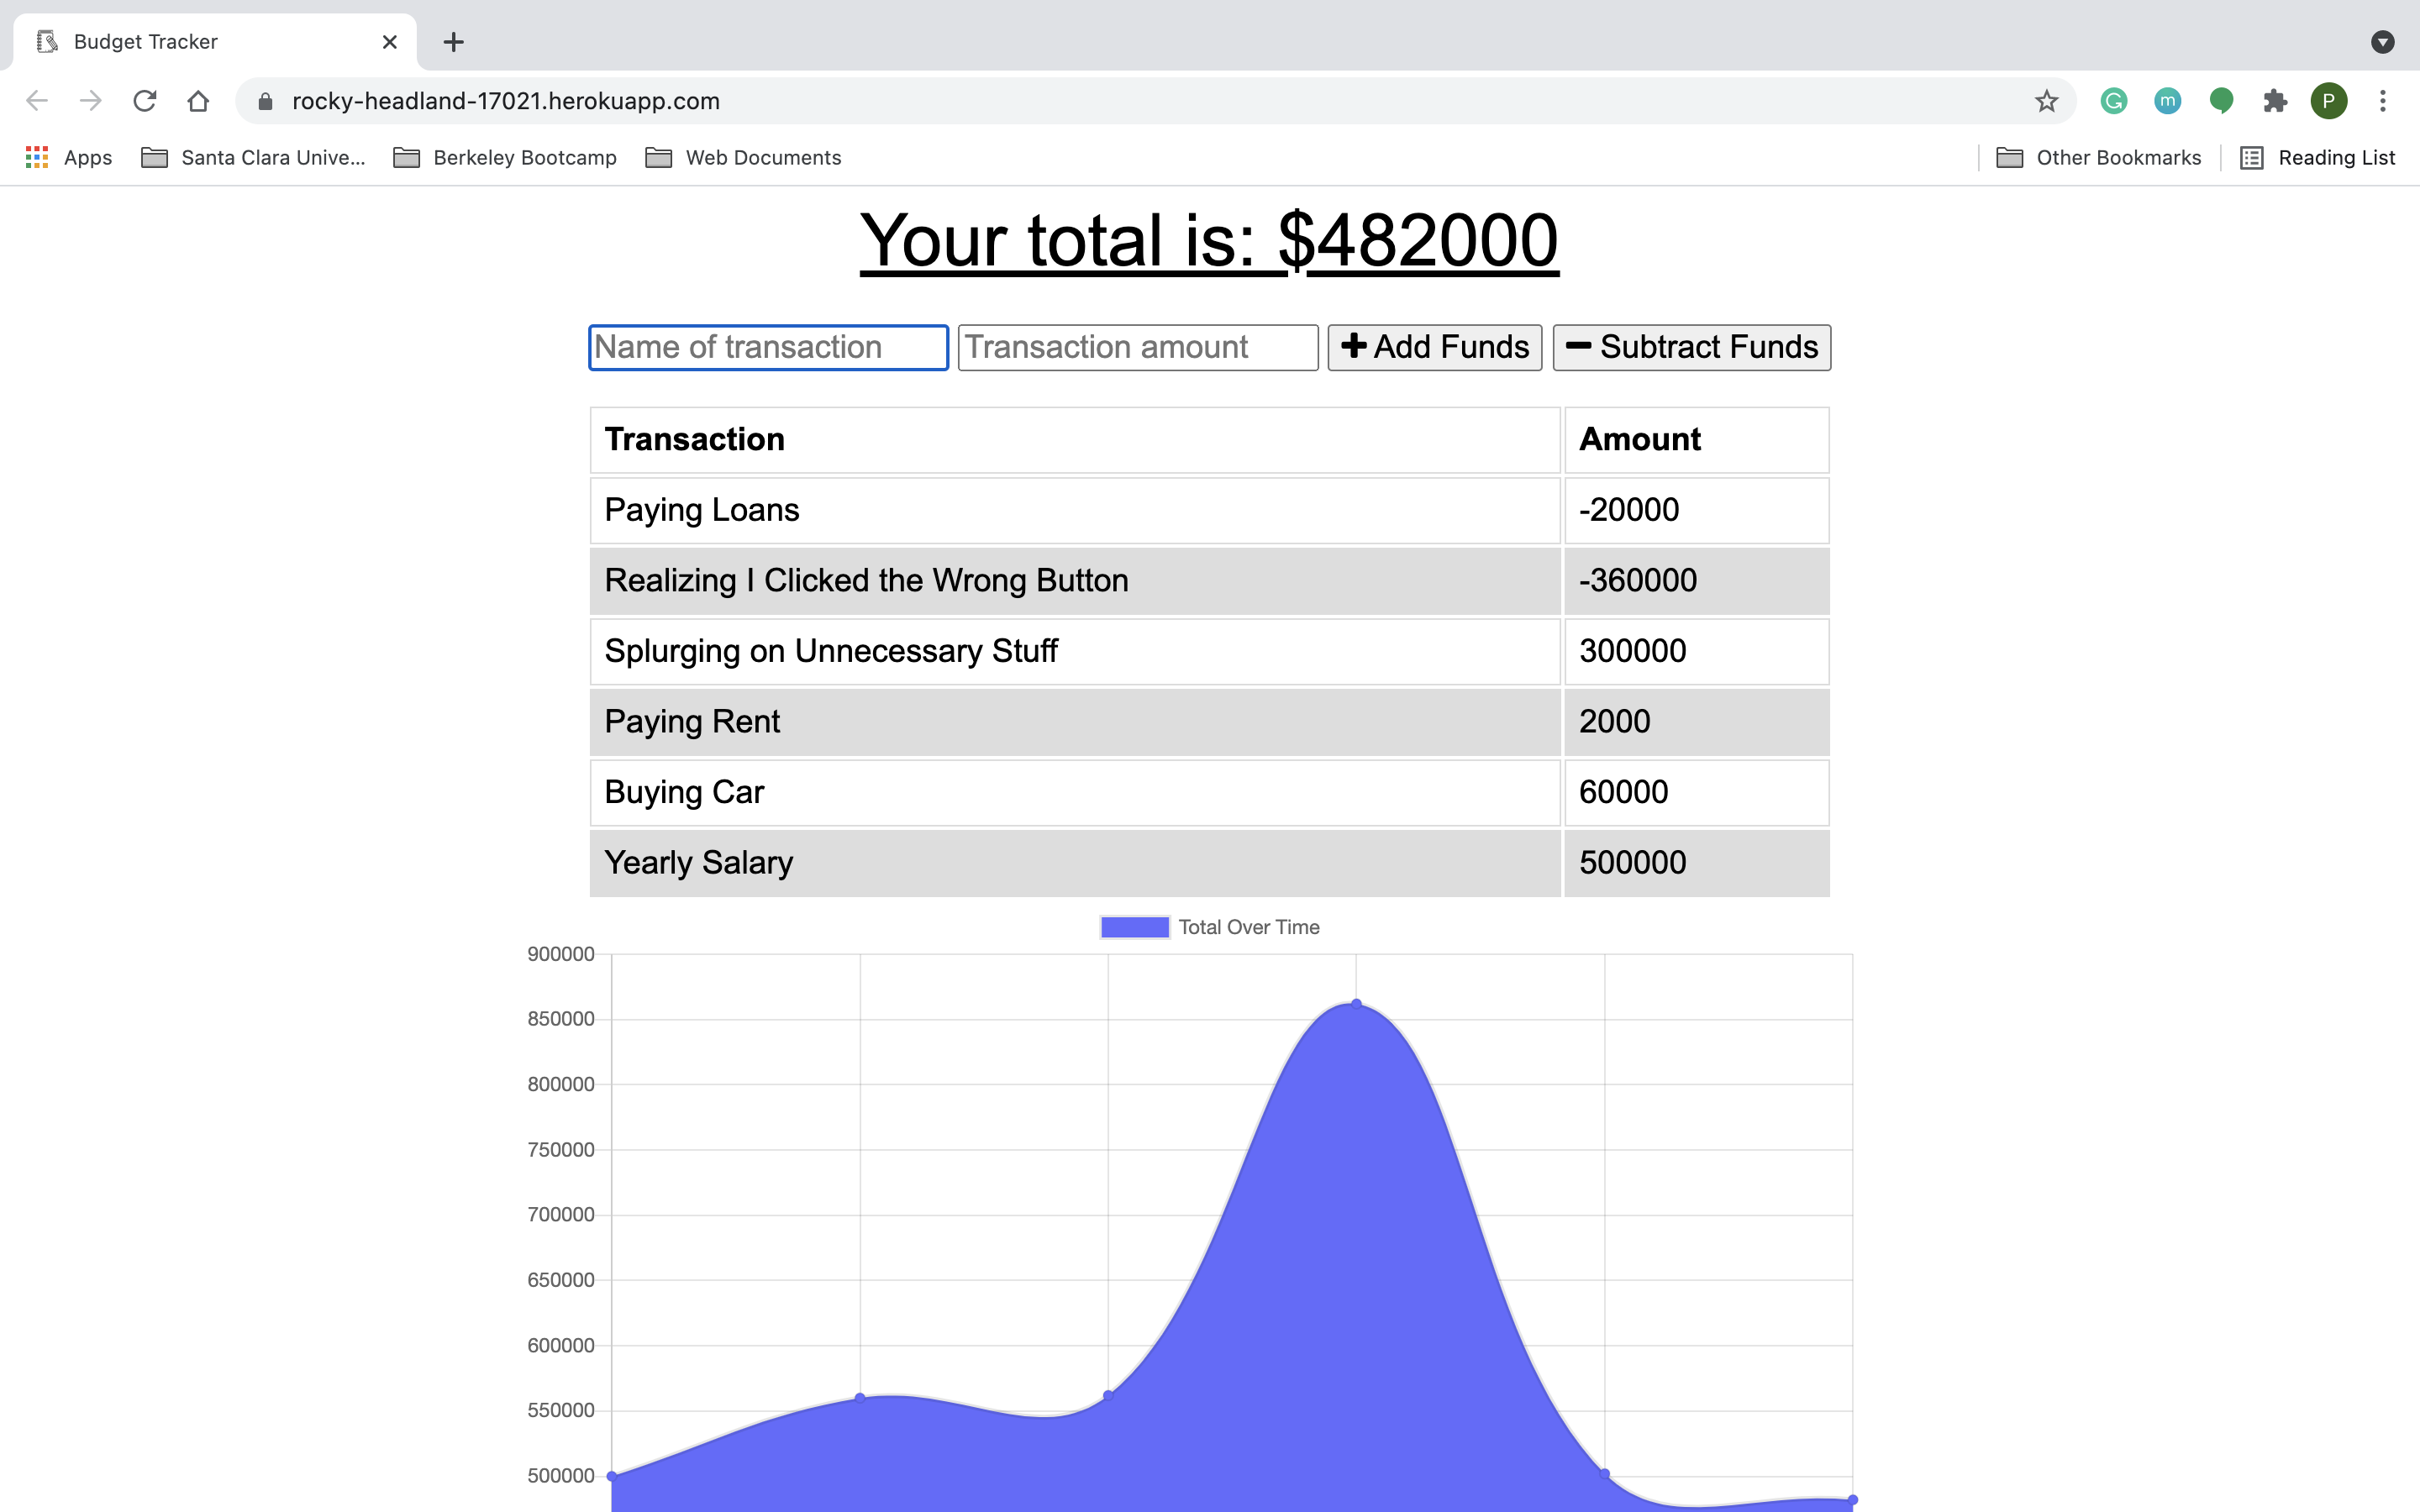 Budget Tracker
rocky-headland-17021.herokuapp.com
G m P
Apps Santa Clara Unive... Berkeley Bootcamp Web Documents Other Bookmarks Reading List
Your total is: $482000
Name of transaction Transaction amount Add Funds Subtract Funds
Transaction Amount
Paying Loans -20000
Realizing I Clicked the Wrong Button -360000
Splurging on Unnecessary Stuff 300000
Paying Rent 2000
Buying Car 60000
Yearly Salary 500000
Total Over Time
900000
850000
800000
750000
700000
650000
600000
550000
500000